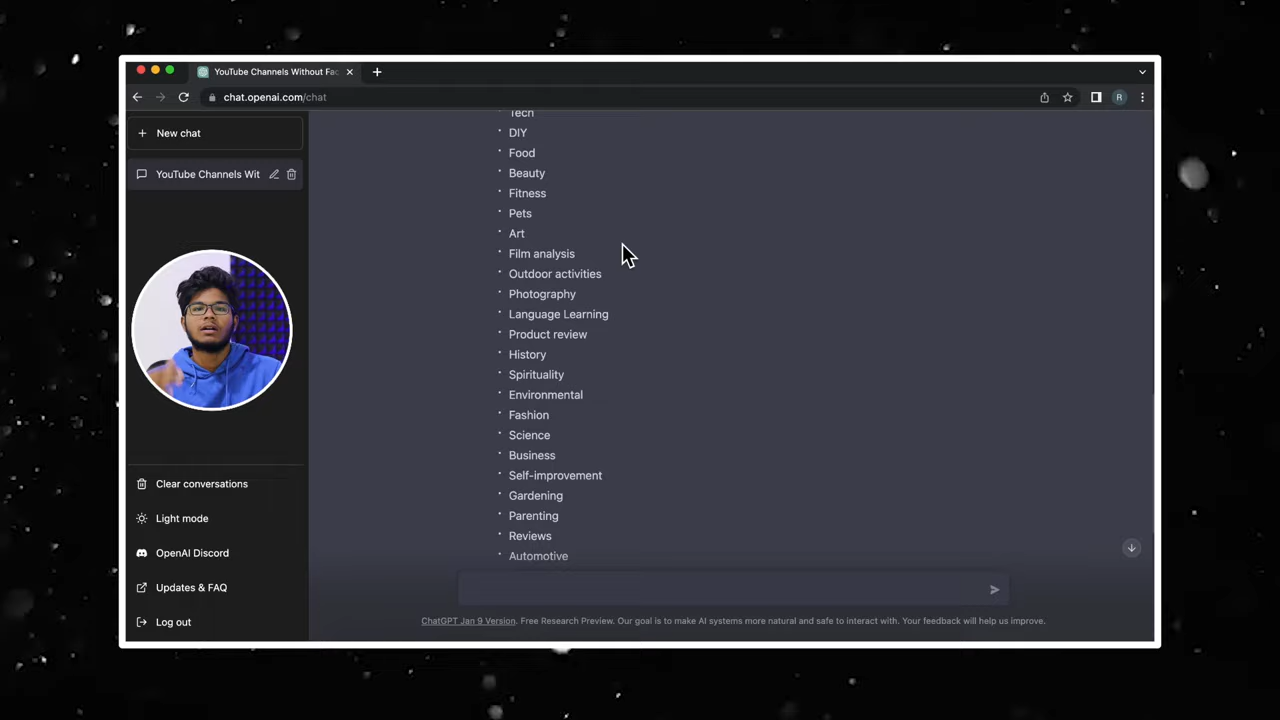 YouTube Channels Without Fac
chat.openai.com/chat
R
New chat
YouTube Channels Wit
Tech
DIY
Food
Beauty
Fitness
Pets
Art
Film analysis
Outdoor activities
Photography
Language Learning
Product review
History
Spirituality
Environmental
Fashion
Science
Business
Self-improvement
Gardening
Parenting
Reviews
Automotive
Clear conversations
Light mode
OpenAI Discord
Updates & FAQ
Log out
ChatGPT Jan 9 Version. Free Research Preview. Our goal is to make AI systems more natural and safe to interact with. Your feedback will help us improve.